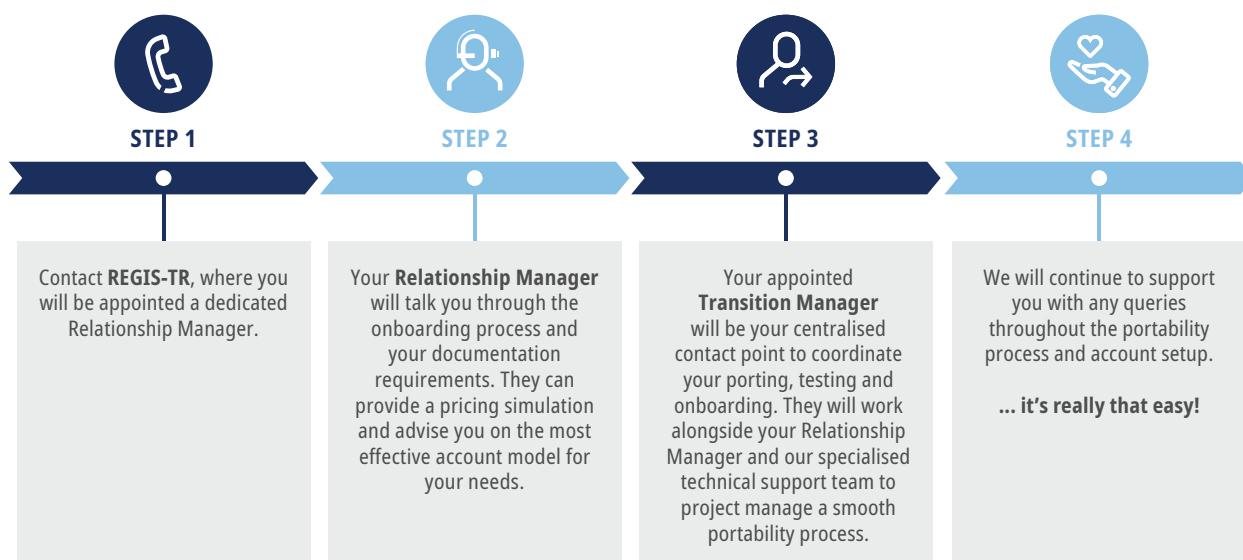 STEP 1
Contact REGIS-TR, where you
will be appointed a dedicated
Relationship Manager.
STEP 2
Your Relationship Manager
will talk you through the
onboarding process and
your documentation
requirements. They can
provide a pricing simulation
and advise you on the most
effective account model for
your needs.
STEP 3
Your appointed
Transition Manager
will be your centralised
contact point to coordinate
your porting, testing and
onboarding. They will work
alongside your Relationship
Manager and our specialised
technical support team to
project manage a smooth
portability process.
STEP 4
We will continue to support
you with any queries
throughout the portability
process and account setup.
... it's really that easy!